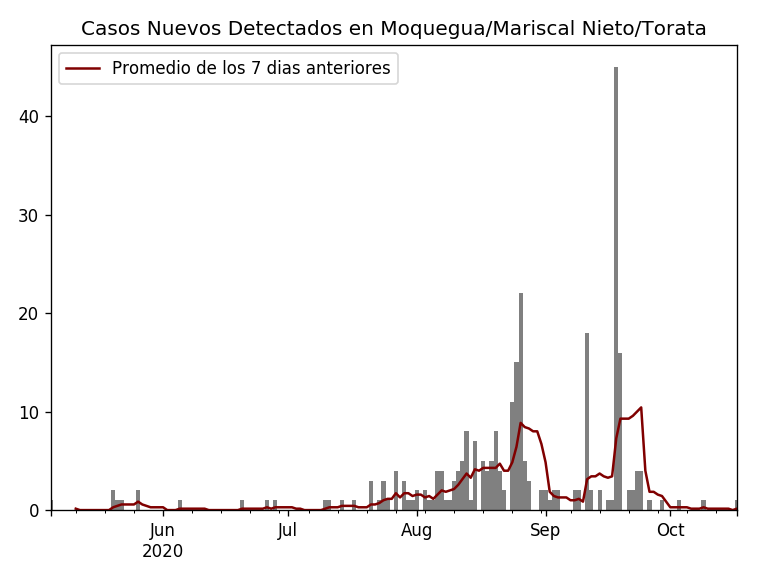 Casos Nuevos Detectados en Moquegua/Mariscal Nieto/Torata
Promedio de los 7 dias anteriores
40
30
20
10
0
Jun Jul Aug Sep Oct
2020